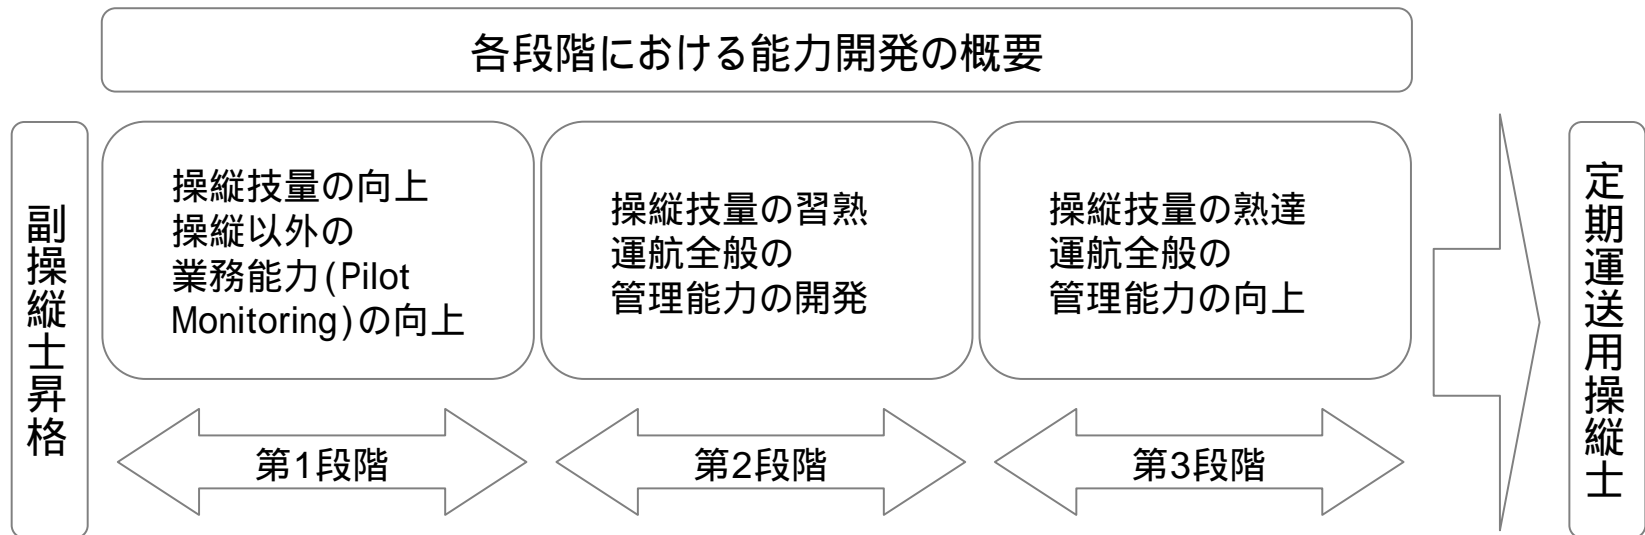 各段階における能力開発の概要
副操縦士昇格
操縦技量の向上
操縦以外の
業務能力(Pilot
Monitoring)の向上
操縦技量の習熟
運航全般の
管理能力の開発
操縦技量の熟達
運航全般の
管理能力の向上
定期運送用操縦士
第1段階
第2段階
第3段階